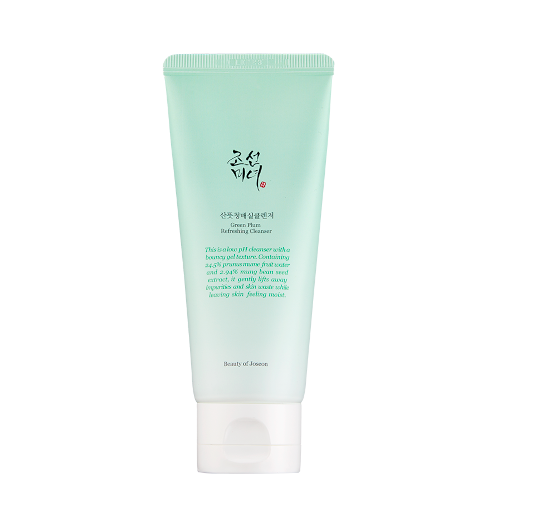 조선
미녀
산뜻청매실클렌저
Green Plum
Refreshing Cleanser
This is a low pH cleanser with a
bouncy gel texture. Containing
24.5% prunus mume fruit water
and 2.94% mung bean seed
extract, it gently lifts away
impurities and skin waste while
leaving skin feeling moist.
Beauty of Joseon